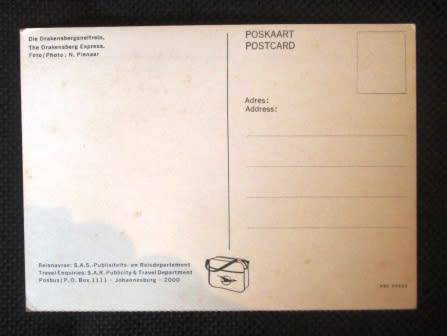 Die Drakensbergsneltrein,
The Drakensberg Express.
Foto/Photo: N. Pienaar
POSKAART
POSTCARD
Adres:
Address:
Reisnavrae: S.A.S.-Publisiteits- en Reisdepartement
Travel Enquiries: S.A.R. Publicity & Travel Department
Posbus/P.O. Box 1111 - Johannesburg - 2000